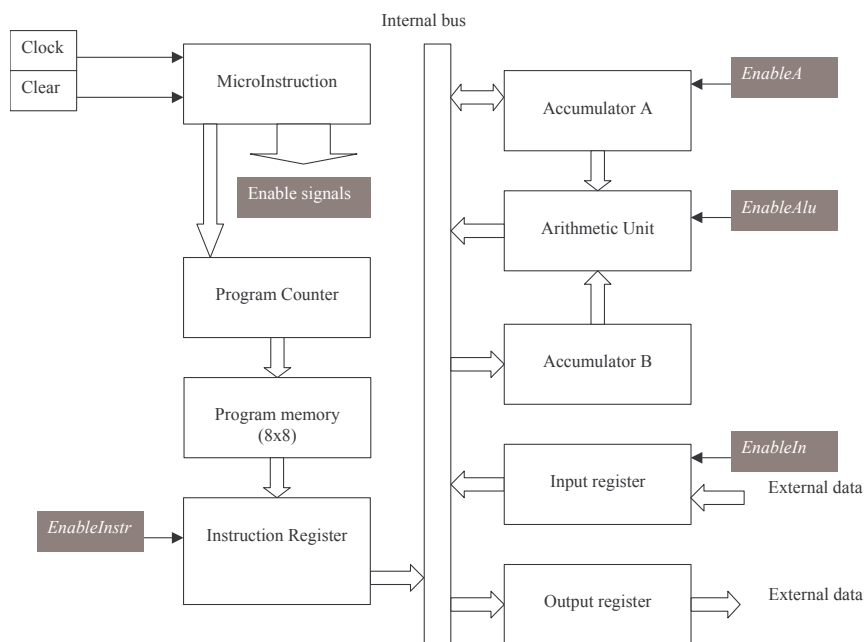 Internal bus
Clock
Clear
MicroInstruction
Enable signals
Program Counter
Program memory
(8x8)
EnableInstr
Instruction Register
EnableA
Accumulator A
EnableAlu
Arithmetic Unit
Accumulator B
EnableIn
Input register
External data
Output register
External data